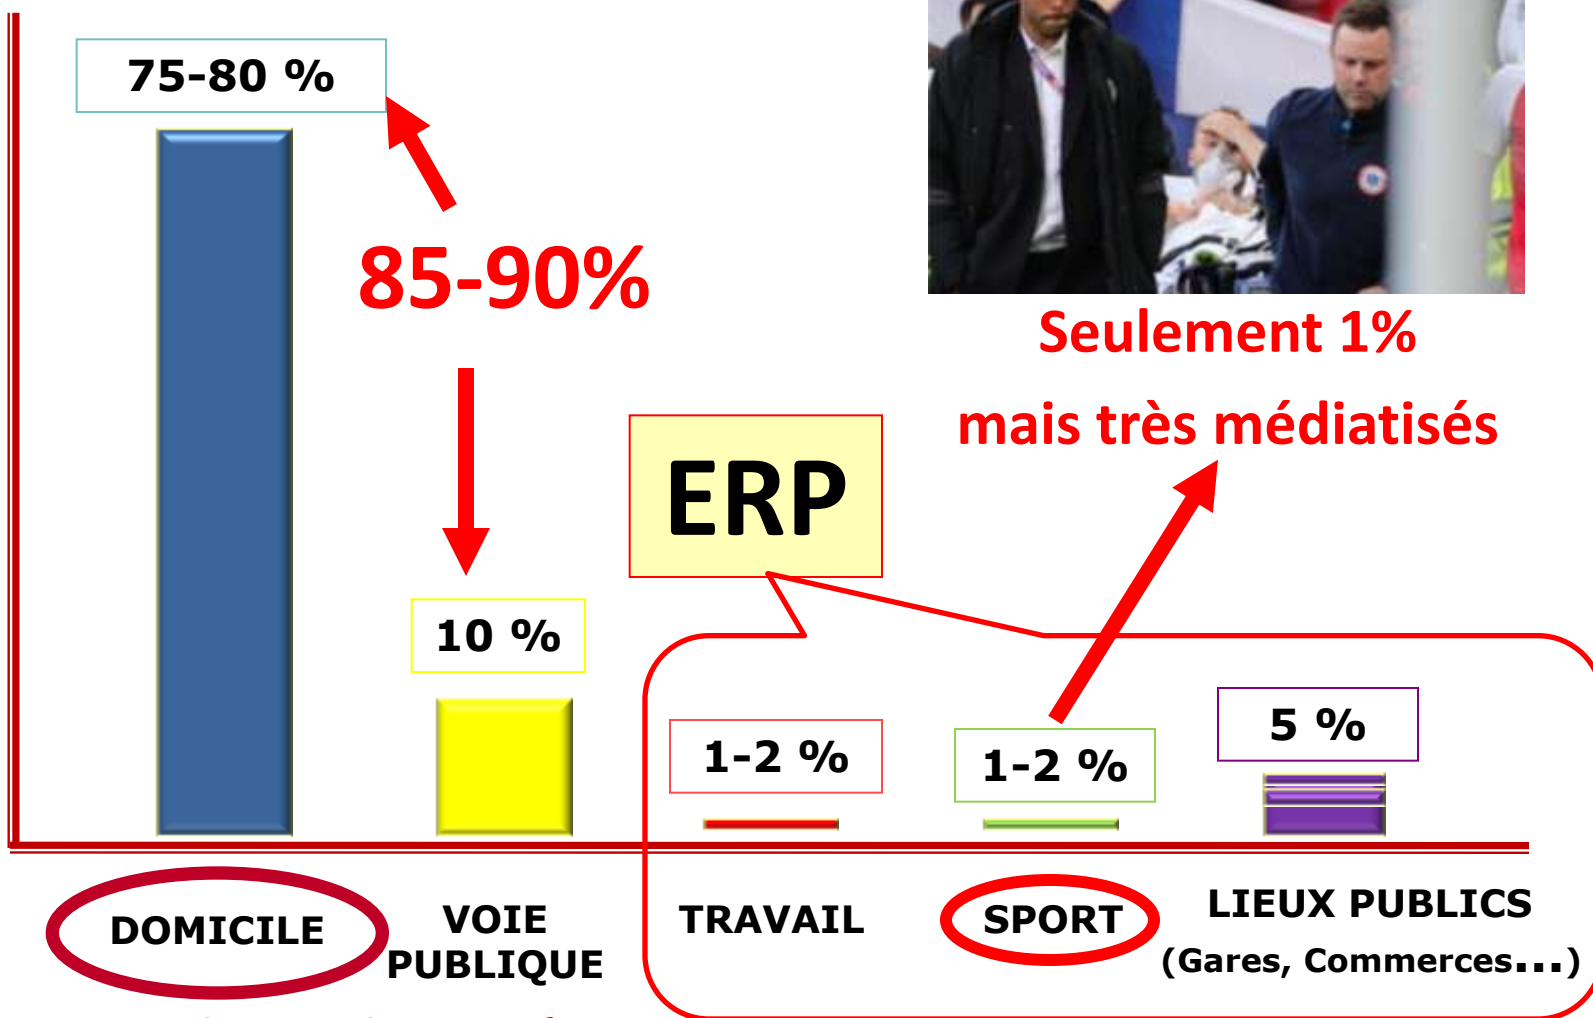 75-80 %
85-90%
Seulement 1%
mais très médiatisés
ERP
10 %
1-2 %
1-2 %
5 %
DOMICILE
VOIE
PUBLIQUE
TRAVAIL
SPORT
LIEUX PUBLICS
(Gares, Commerces...)